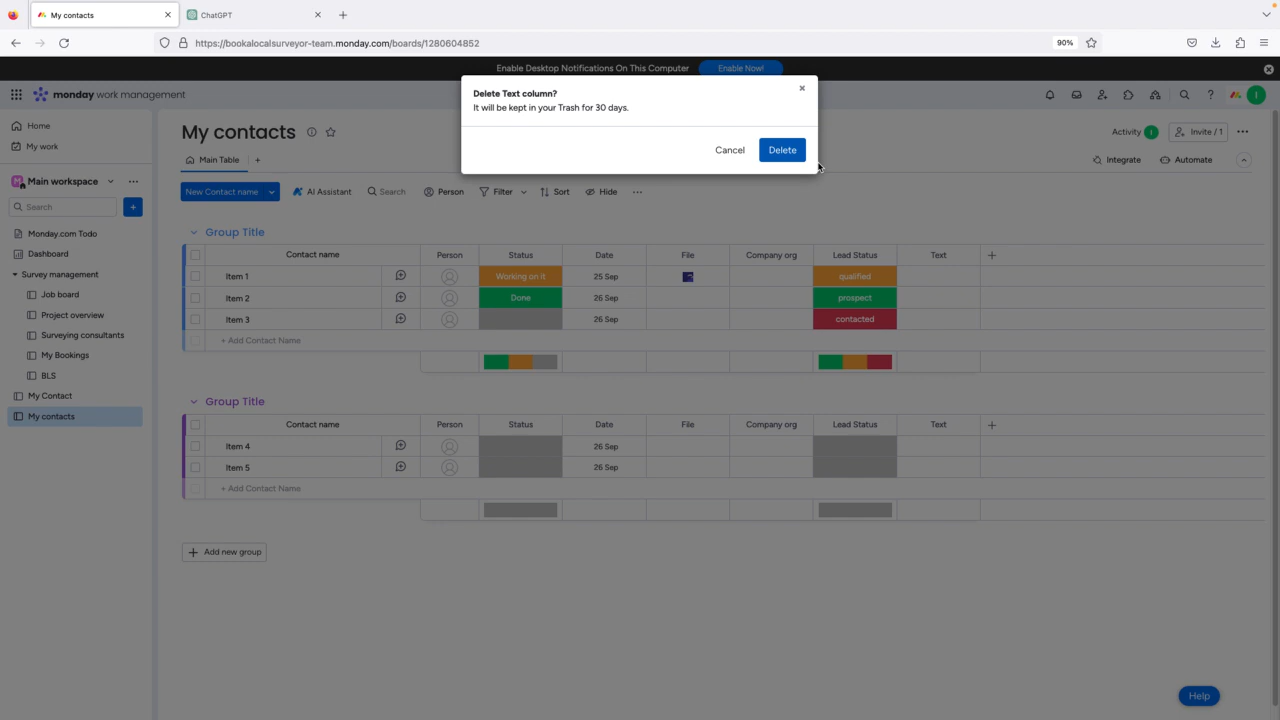 My contacts
ChatGPT
https://bookalocalsurveyor-team.monday.com/boards/1280604852
90%
Enable Desktop Notifications On This Computer
Enable Now!
monday work management
Delete Text column?
It will be kept in your Trash for 30 days.
Cancel
Delete
Home
My work
Main workspace
Search
Monday.com Todo
Dashboard
Survey management
Job board
Project overview
Surveying consultants
My Bookings
BLS
My Contact
My contacts
My contacts
Activity
I
Invite / 1
I
Main Table
+
Integrate
Automate
New Contact name
AI Assistant
Search
Person
Filter
Sort
Hide
Group Title
Contact name Person Status Date File Company org Lead Status Text
Item 1 Working on it 25 Sep qualified
Item 2 Done 26 Sep prospect
Item 3 26 Sep contacted
+ Add Contact Name
Group Title
Contact name Person Status Date File Company org Lead Status Text
Item 4 26 Sep
Item 5 26 Sep
+ Add Contact Name
Add new group
Help